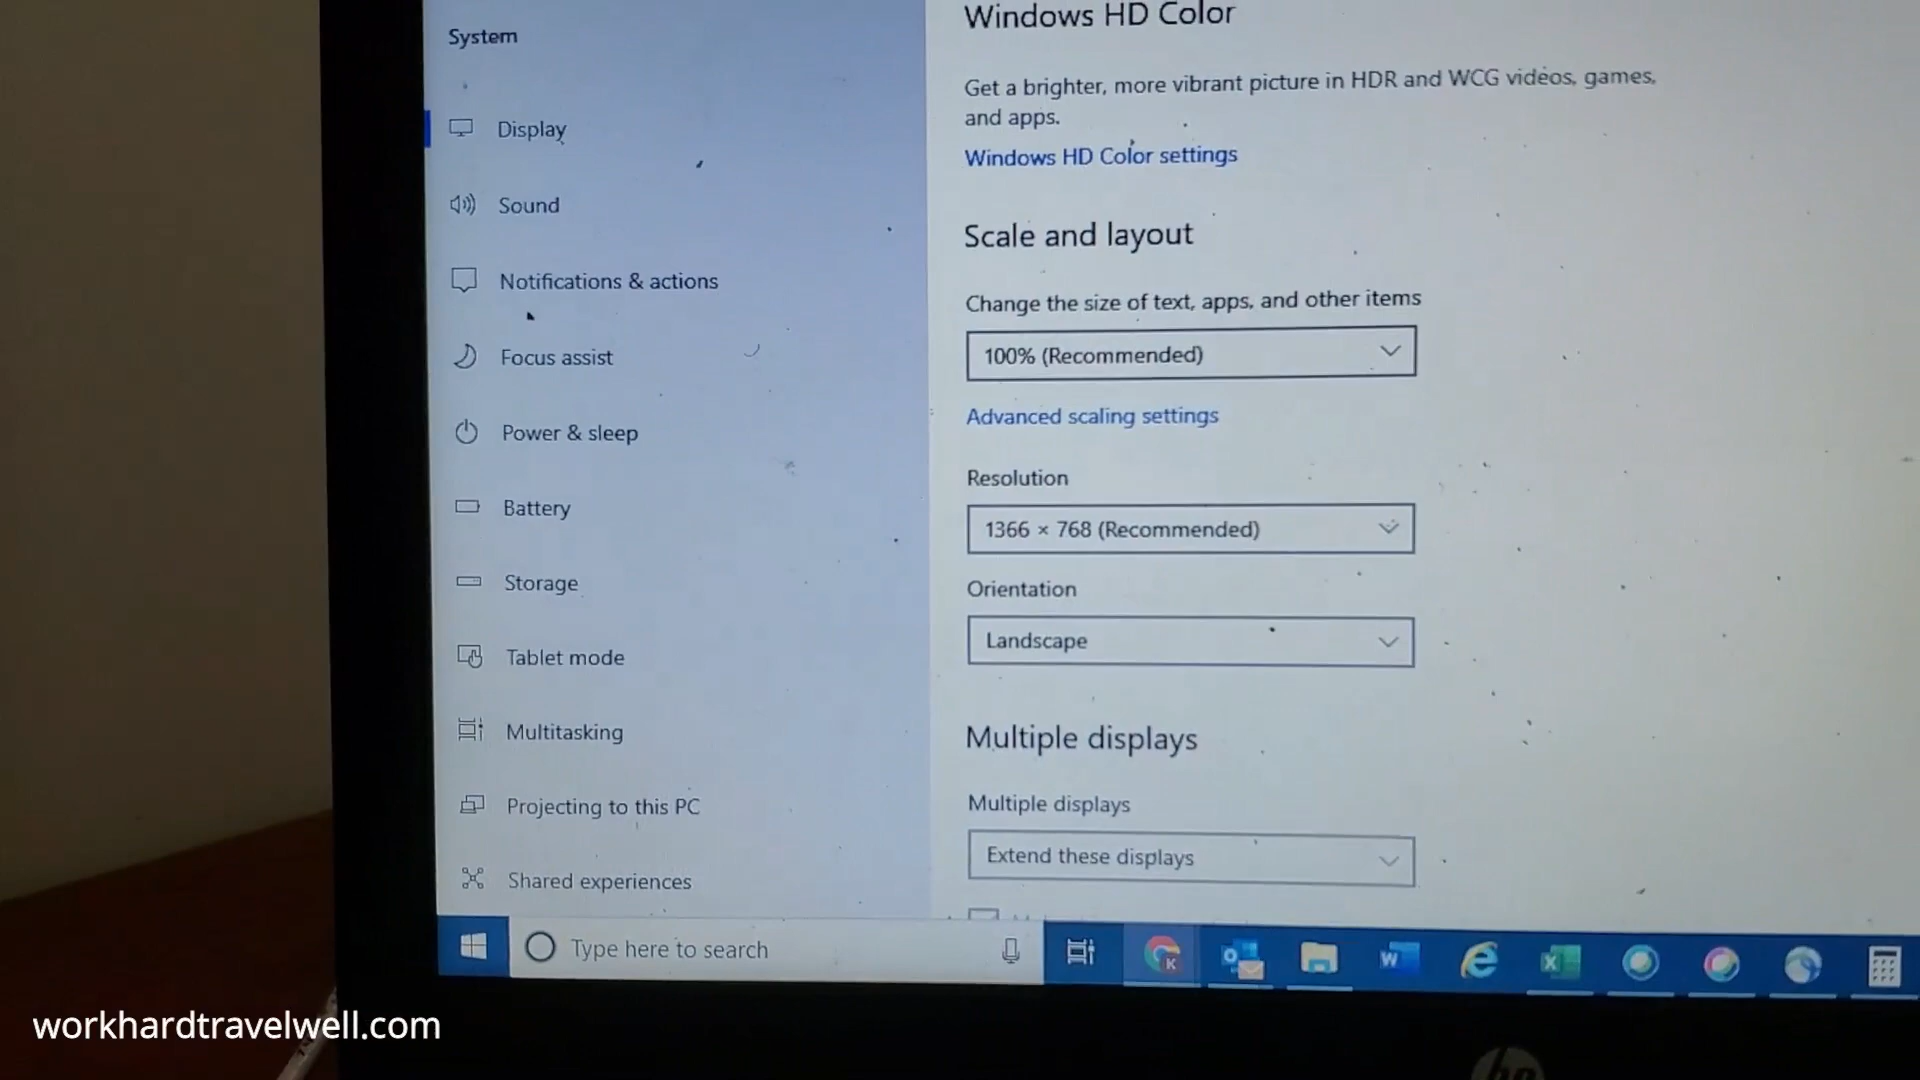 System
Display
Sound
Notifications & actions
Focus assist
Power & sleep
Battery
Storage
Tablet mode
Multitasking
Projecting to this PC
Shared experiences
Windows HD Color
Get a brighter, more vibrant picture in HDR and WCG videos, games,
and apps.
Windows HD Color settings
Scale and layout
Change the size of text, apps, and other items
100% (Recommended)
Advanced scaling settings
Resolution
1366 × 768 (Recommended)
Orientation
Landscape
Multiple displays
Multiple displays
Extend these displays
Type here to search
K
W
X
hp
workhardtravelwell.com